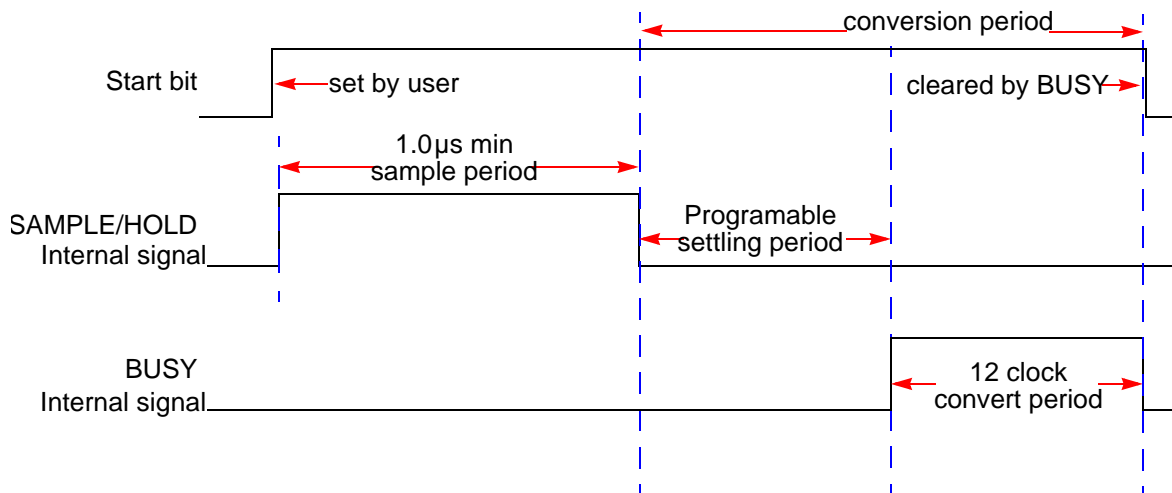 conversion period
Start bit
set by user
cleared by BUSY
1.0µs min
sample period
SAMPLE/HOLD
Internal signal
Programable
settling period
BUSY
Internal signal
12 clock
convert period